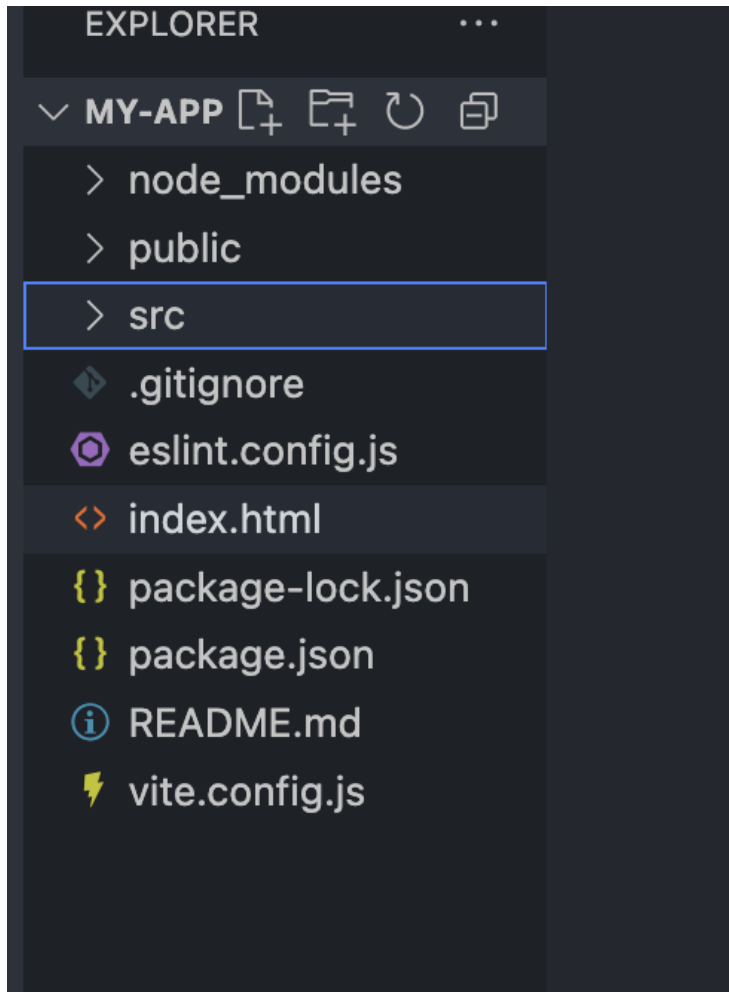 EXPLORER
MY-APP
node_modules
public
src
.gitignore
eslint.config.js
index.html
package-lock.json
package.json
README.md
vite.config.js